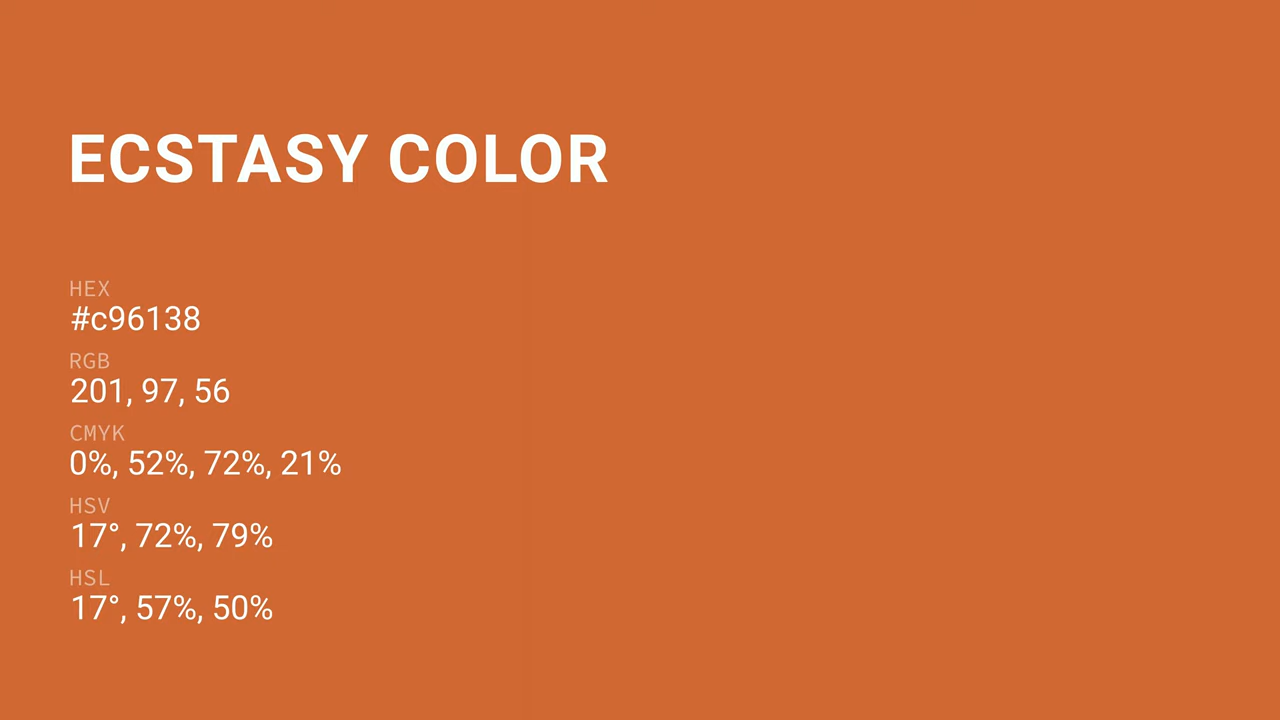 ECSTASY COLOR
HEX
#c96138
RGB
201, 97, 56
CMYK
0%, 52%, 72%, 21%
HSV
17°, 72%, 79%
HSL
17°, 57%, 50%